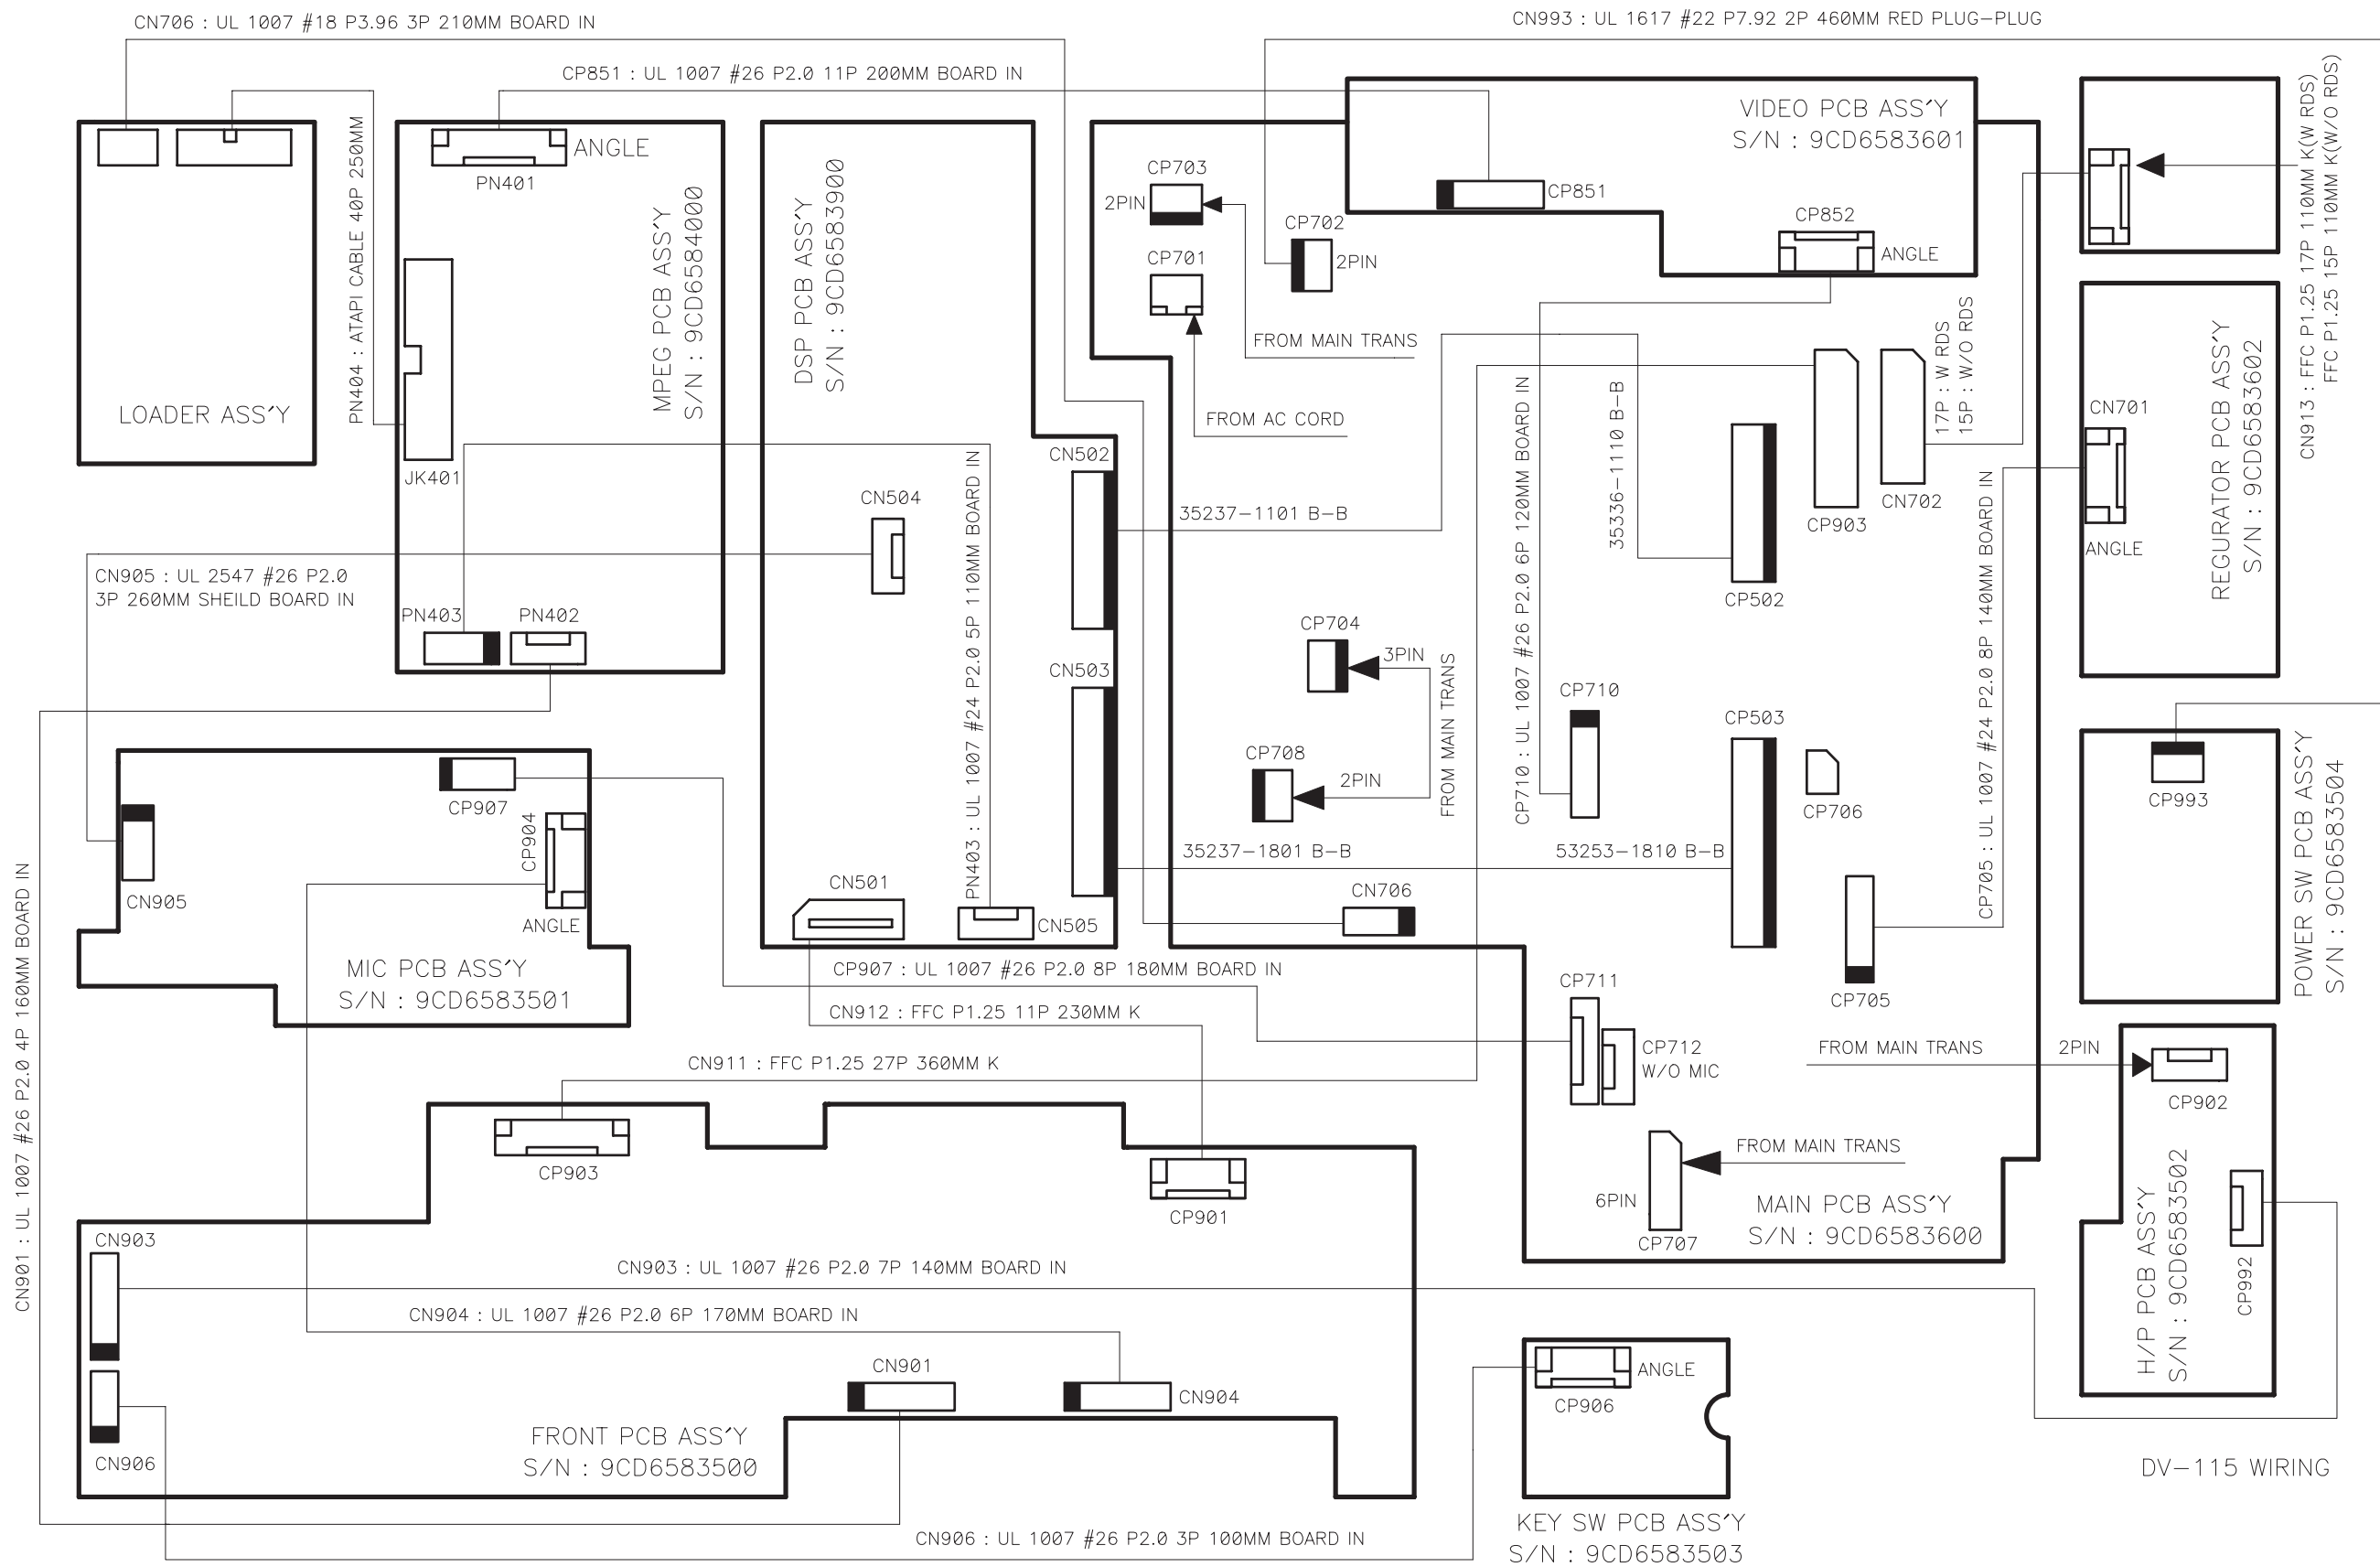 CN706 : UL 1007 #18 P3.96 3P 210MM BOARD IN
CN993 : UL 1617 #22 P7.92 2P 460MM RED PLUG-PLUG
CP851 : UL 1007 #26 P2.0 11P 200MM BOARD IN
LOADER ASS'Y
PN404 : ATAPI CABLE 40P 250MM
ANGLE
PN401
MPEG PCB ASS'Y
S/N : 9CD6584000
JK401
PN403
PN402
DSP PCB ASS'Y
S/N : 9CD6583900
CN504
CN502
CN503
CN501
CN505
PN403 : UL 1007 #24 P2.0 5P 110MM BOARD IN
CN905 : UL 2547 #26 P2.0
3P 260MM SHEILD BOARD IN
VIDEO PCB ASS'Y
S/N : 9CD6583601
CP851
CP852
ANGLE
CP703
2PIN
CP702
2PIN
CP701
FROM MAIN TRANS
FROM AC CORD
35237-1101 B-B
35336-1110 B-B
CP710 : UL 1007 #26 P2.0 6P 120MM BOARD IN
CP502
CP903
CN702
17P : W RDS
15P : W/O RDS
CN913 : FFC P1.25 17P 110MM K(W RDS)
FFC P1.25 15P 110MM K(W/O RDS)
CN701
ANGLE
REGURATOR PCB ASS'Y
S/N : 9CD6583602
CP705 : UL 1007 #24 P2.0 8P 140MM BOARD IN
CP704
3PIN
CP708
2PIN
FROM MAIN TRANS
CP710
CP503
CP706
35237-1801 B-B
53253-1810 B-B
CN706
CP705
CP993
POWER SW PCB ASS'Y
S/N : 9CD6583504
CP907
CP904
ANGLE
CN905
MIC PCB ASS'Y
S/N : 9CD6583501
CN901 : UL 1007 #26 P2.0 4P 160MM BOARD IN
CP907 : UL 1007 #26 P2.0 8P 180MM BOARD IN
CN912 : FFC P1.25 11P 230MM K
CN911 : FFC P1.25 27P 360MM K
CP711
CP712
W/O MIC
FROM MAIN TRANS
2PIN
CP902
FROM MAIN TRANS
6PIN
CP707
MAIN PCB ASS'Y
S/N : 9CD6583600
H/P PCB ASS'Y
S/N : 9CD6583502
CP992
CP903
CP901
CN903
CN903 : UL 1007 #26 P2.0 7P 140MM BOARD IN
CN904 : UL 1007 #26 P2.0 6P 170MM BOARD IN
CN901
CN904
CN906
FRONT PCB ASS'Y
S/N : 9CD6583500
CN906 : UL 1007 #26 P2.0 3P 100MM BOARD IN
ANGLE
CP906
KEY SW PCB ASS'Y
S/N : 9CD6583503
DV-115 WIRING